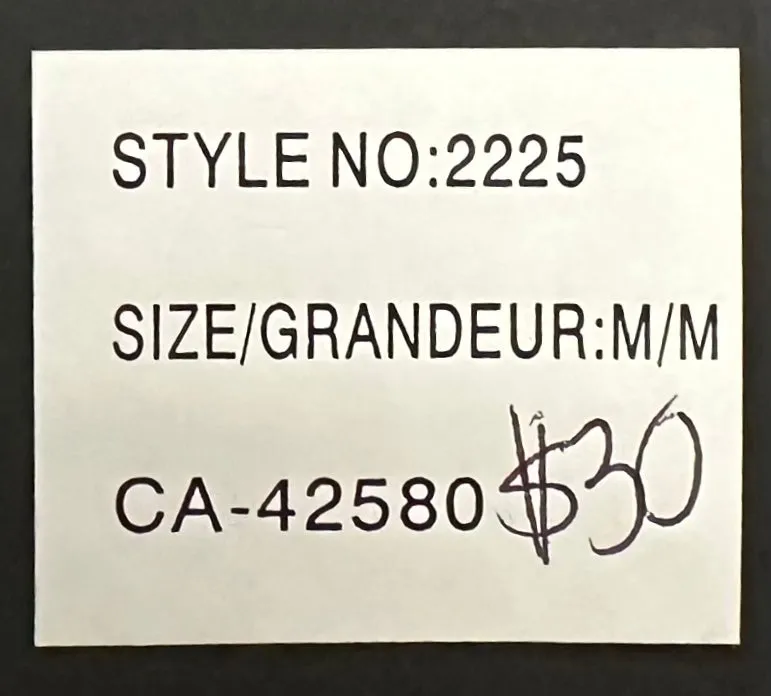 STYLE NO:2225
SIZE/GRANDEUR:M/M
CA-42580 $30